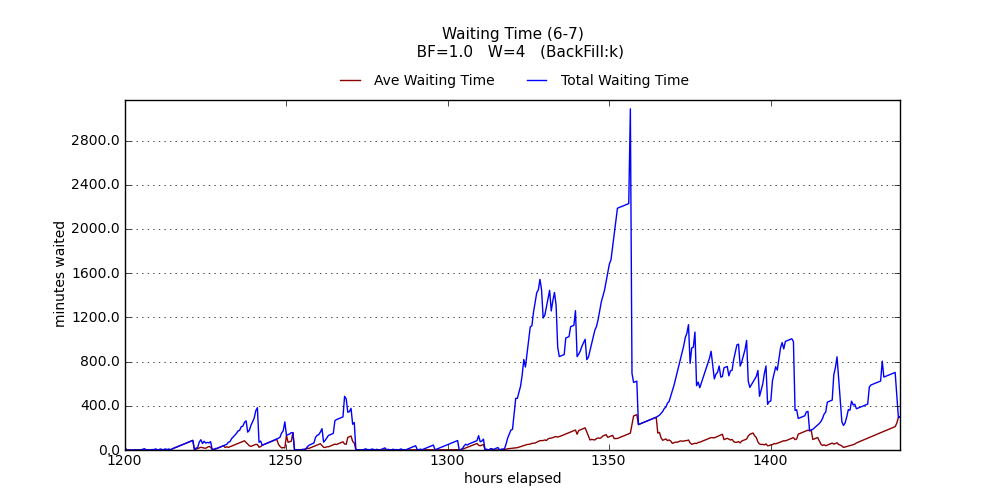 Waiting Time (6-7)
BF=1.0   W=4   (BackFill:k)
Ave Waiting Time   Total Waiting Time
2800.0
2400.0
2000.0
1600.0
1200.0
800.0
400.0
0.0
minutes waited
1200   1250   1300   1350   1400
hours elapsed